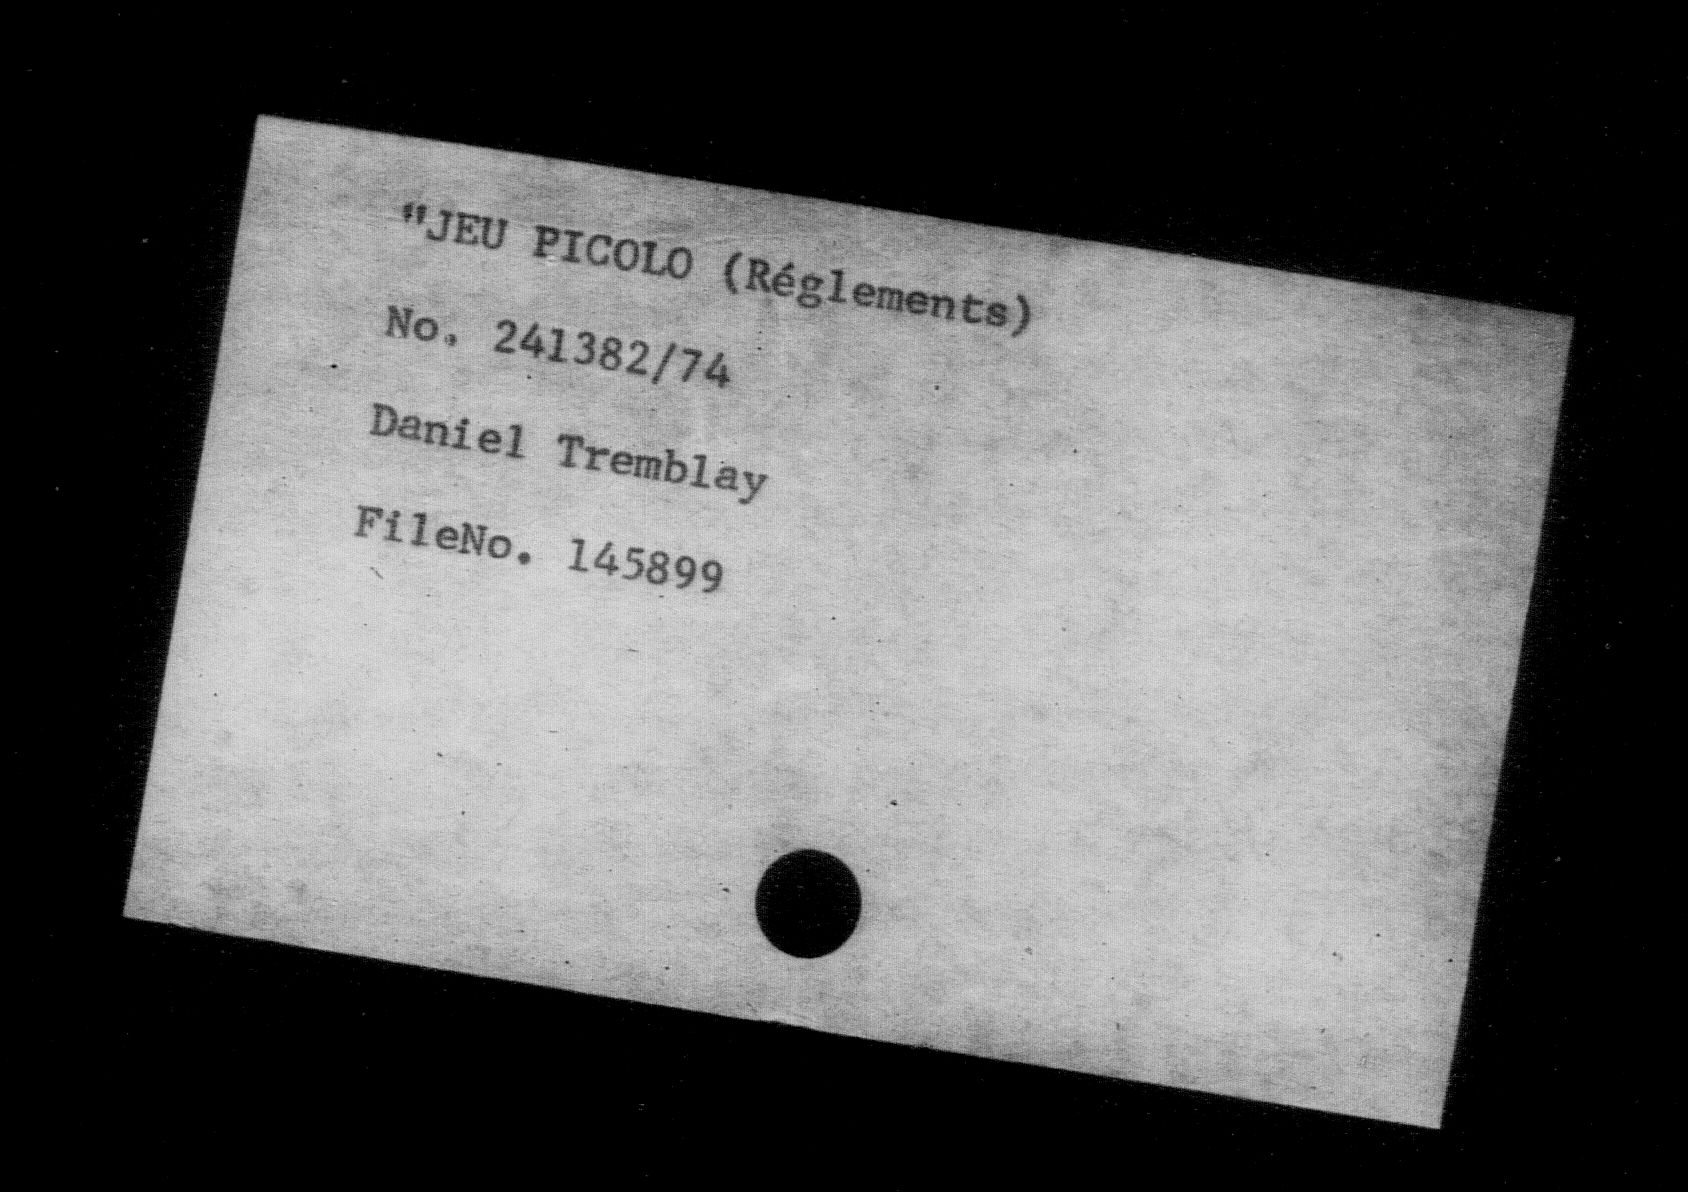 "JEU PICOLO (Réglements)
No. 241382/74
Daniel Tremblay
FileNo. 145899